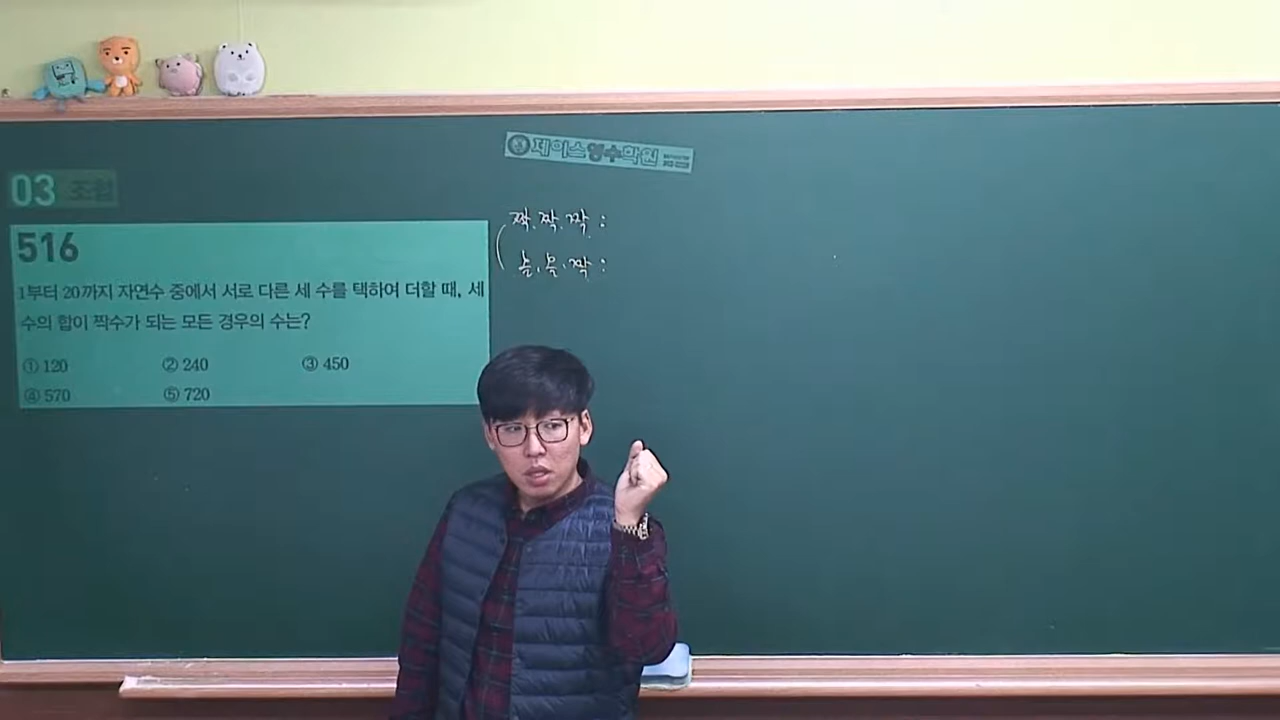 제이스영수학원
03 조합
516
1부터 20까지 자연수 중에서 서로 다른 세 수를 택하여 더할 때, 세
수의 합이 짝수가 되는 모든 경우의 수는?
① 120 ② 240 ③ 450
④ 570 ⑤ 720
짝.짝.짝 :
홀.홀.짝 :